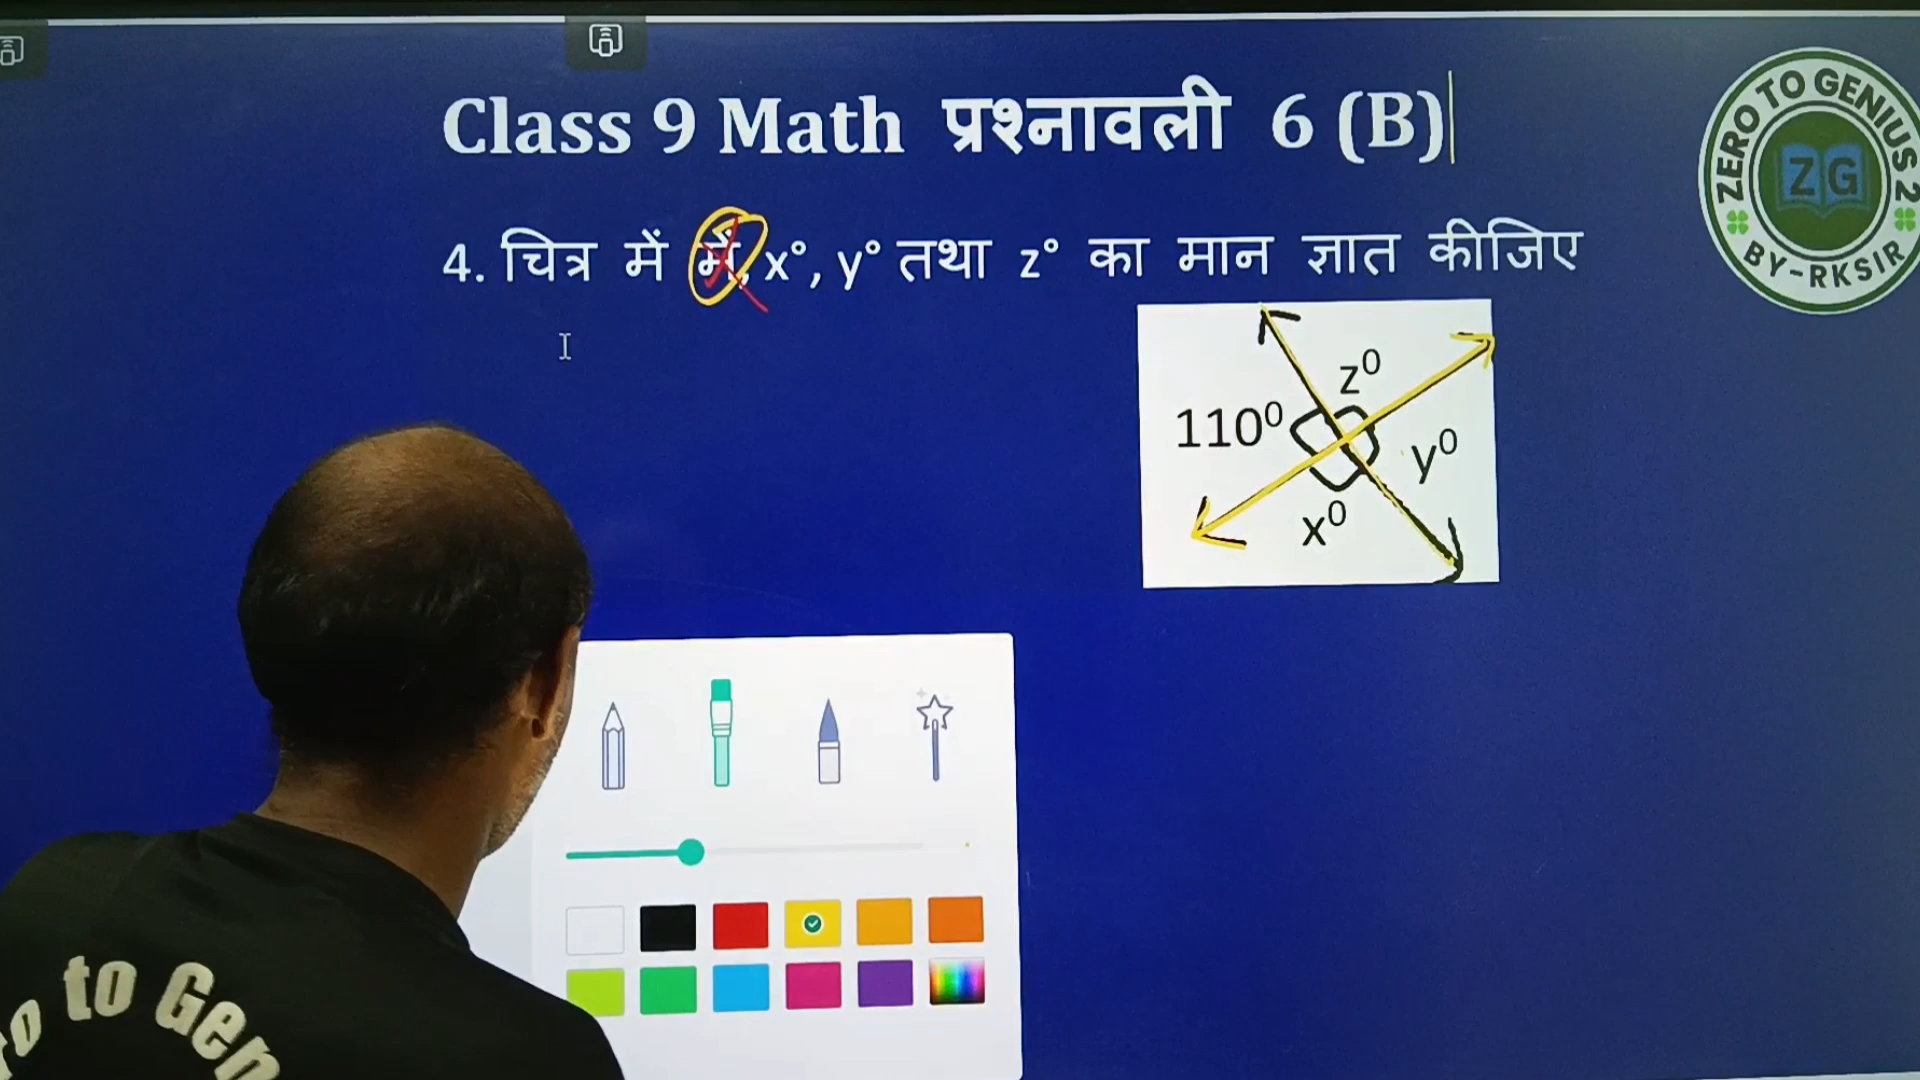 Class 9 Math प्रश्नावली 6 (B)
4. चित्र में में, x°, y° तथा z° का मान ज्ञात कीजिए
z⁰
110⁰
y⁰
x⁰
ZERO TO GENIUS 2
ZG
BY-RKSIR
to Gen